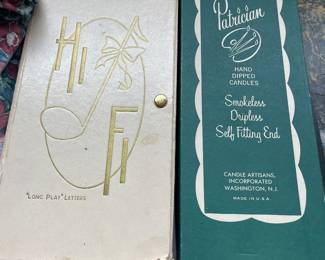 HI
FI
"LONG PLAY" LETTERS
Patrician
HAND
DIPPED
CANDLES
Smokeless
Dripless
Self Fitting End
CANDLE ARTISANS,
INCORPORATED
WASHINGTON, N.J.
MADE IN U.S.A.